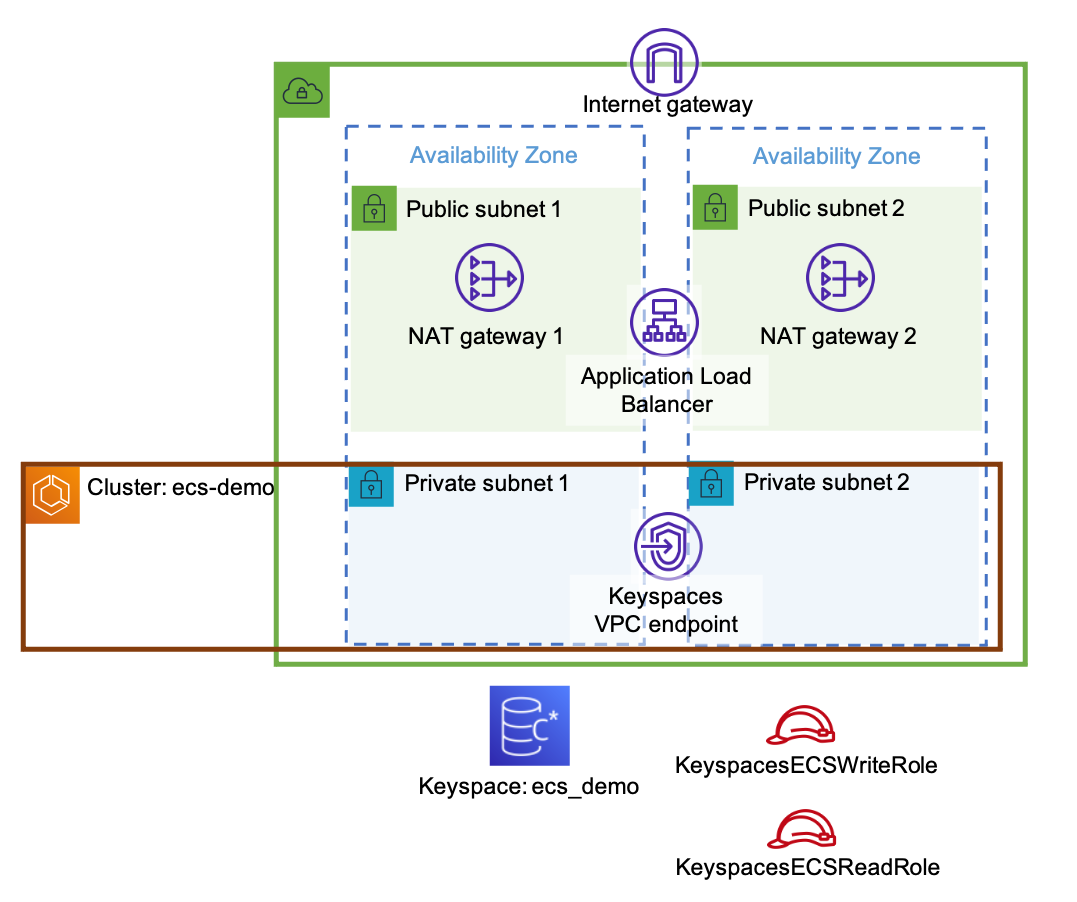 Internet gateway
Availability Zone
Availability Zone
Public subnet 1
Public subnet 2
NAT gateway 1
NAT gateway 2
Application Load
Balancer
Cluster: ecs-demo
Private subnet 1
Private subnet 2
Keyspaces
VPC endpoint
C*
Keyspace: ecs_demo
KeyspacesECSWriteRole
KeyspacesECSReadRole